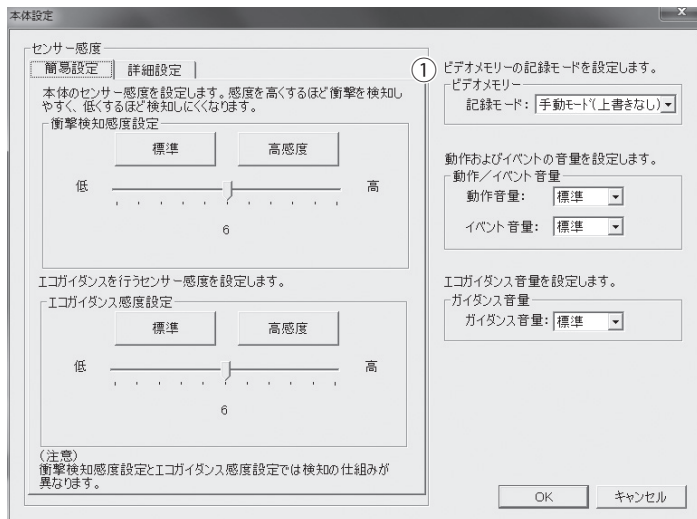 本体設定
センサー感度
簡易設定
詳細設定
本体のセンサー感度を設定します。感度を高くするほど衝撃を検知し
やすく、低くするほど検知しにくくなります。
衝撃検知感度設定
標準
高感度
低
高
6
エコガイダンスを行うセンサー感度を設定します。
エコガイダンス感度設定
標準
高感度
低
高
6
(注意)
衝撃検知感度設定とエコガイダンス感度設定では検知の仕組みが
異なります。
①
ビデオメモリーの記録モードを設定します。
ビデオメモリー
記録モード: 手動モード(上書きなし)
動作およびイベントの音量を設定します。
動作/イベント音量
動作音量: 標準
イベント音量: 標準
エコガイダンス音量を設定します。
ガイダンス音量
ガイダンス音量: 標準
OK
キャンセル